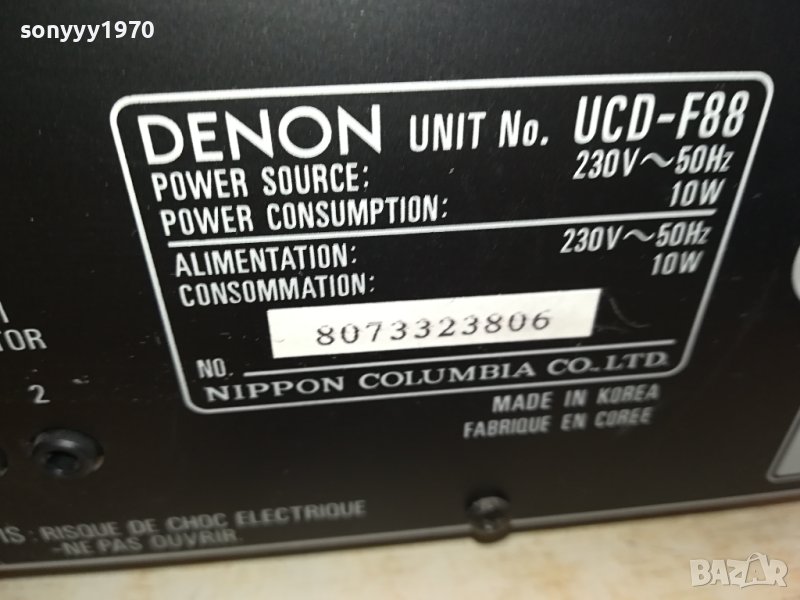 sonyyy1970
DENON UNIT No. UCD-F88
POWER SOURCE: 230V～50Hz
POWER CONSUMPTION: 10W
ALIMENTATION: 230V～50Hz
CONSOMMATION: 10W
8073323806
NO.
NIPPON COLUMBIA CO.,LTD.
MADE IN KOREA
FABRIQUE EN COREE
TOR
2
IS : RISQUE DE CHOC ELECTRIQUE
-NE PAS OUVRIR.
BAZAR